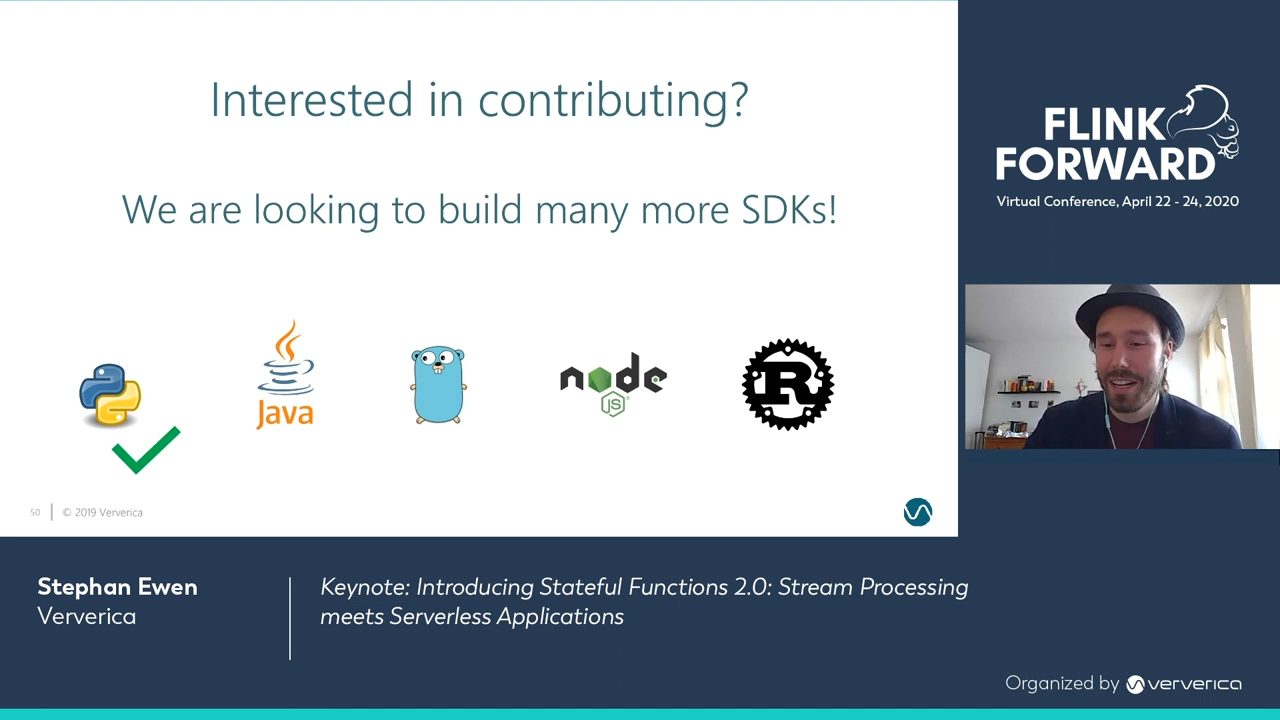 Interested in contributing?
We are looking to build many more SDKs!
Java
node
JS
R
50 | © 2019 Ververica
FLINK
FORWARD
Virtual Conference, April 22 - 24, 2020
Stephan Ewen
Ververica
Keynote: Introducing Stateful Functions 2.0: Stream Processing
meets Serverless Applications
Organized by ververica